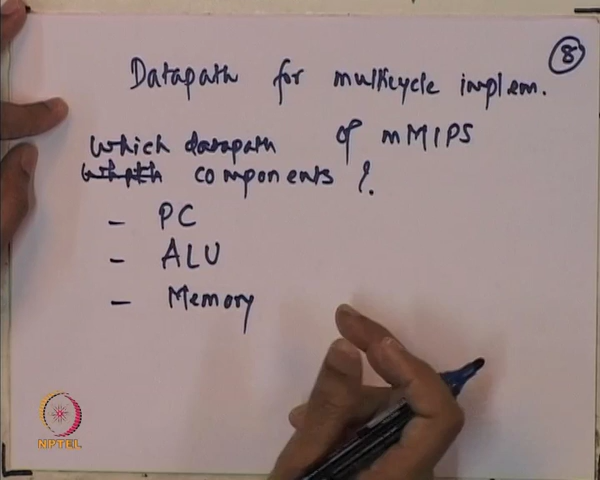 8
Datapath for multicycle implem.
of mMIPS
Which datapath
components ?
- PC
- ALU
- Memory
NPTEL